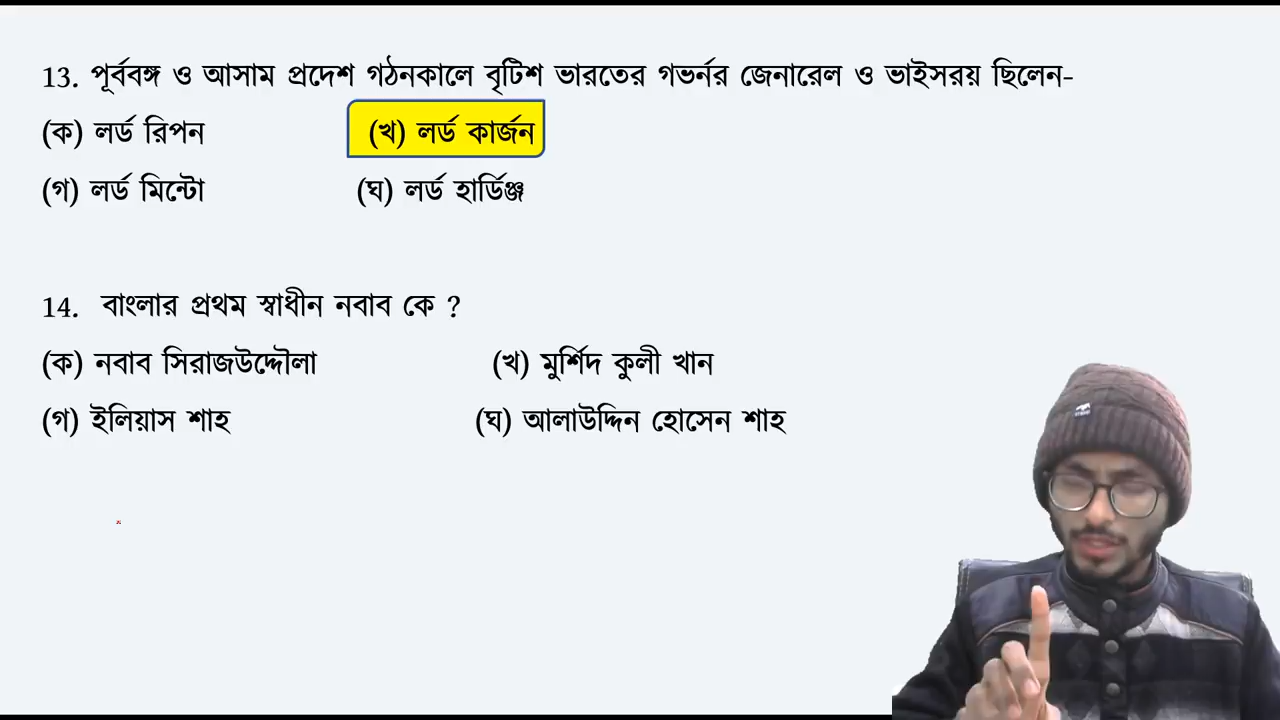 13. পূর্ববঙ্গ ও আসাম প্রদেশ গঠনকালে বৃটিশ ভারতের গভর্নর জেনারেল ও ভাইসরয় ছিলেন-
(ক) লর্ড রিপন (খ) লর্ড কার্জন
(গ) লর্ড মিন্টো (ঘ) লর্ড হার্ডিঞ্জ
14. বাংলার প্রথম স্বাধীন নবাব কে ?
(ক) নবাব সিরাজউদ্দৌলা (খ) মুর্শিদ কুলী খান
(গ) ইলিয়াস শাহ (ঘ) আলাউদ্দিন হোসেন শাহ